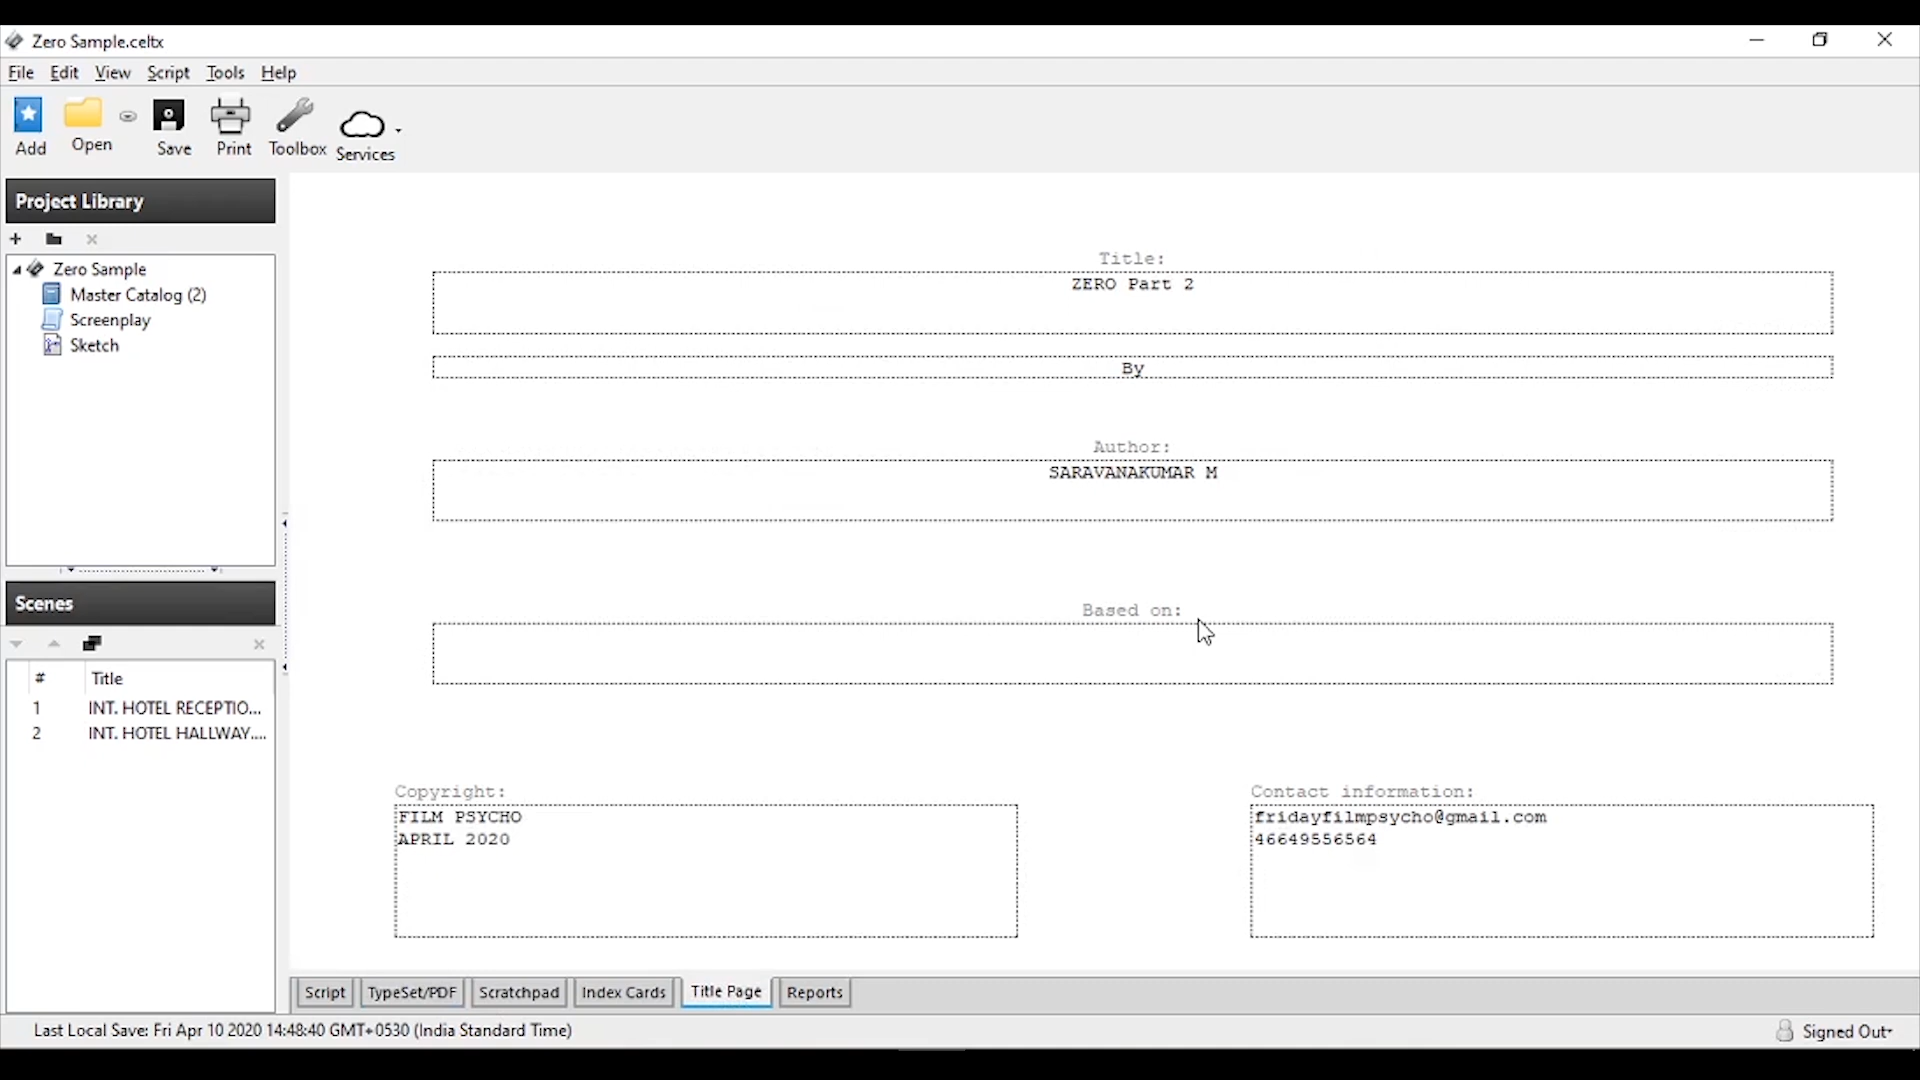 Zero Sample.celtx
File Edit View Script Tools Help
Add Open Save Print Toolbox Services
Project Library
Zero Sample
Master Catalog (2)
Screenplay
Sketch
Scenes
# Title
1 INT. HOTEL RECEPTIO...
2 INT. HOTEL HALLWAY....
Title:
ZERO Part 2
By
Author:
SARAVANAKUMAR M
Based on:
Copyright:
FILM PSYCHO
APRIL 2020
Contact information:
fridayfilmpsycho@gmail.com
46649556564
Script TypeSet/PDF Scratchpad Index Cards Title Page Reports
Last Local Save: Fri Apr 10 2020 14:48:40 GMT+0530 (India Standard Time)
Signed Out